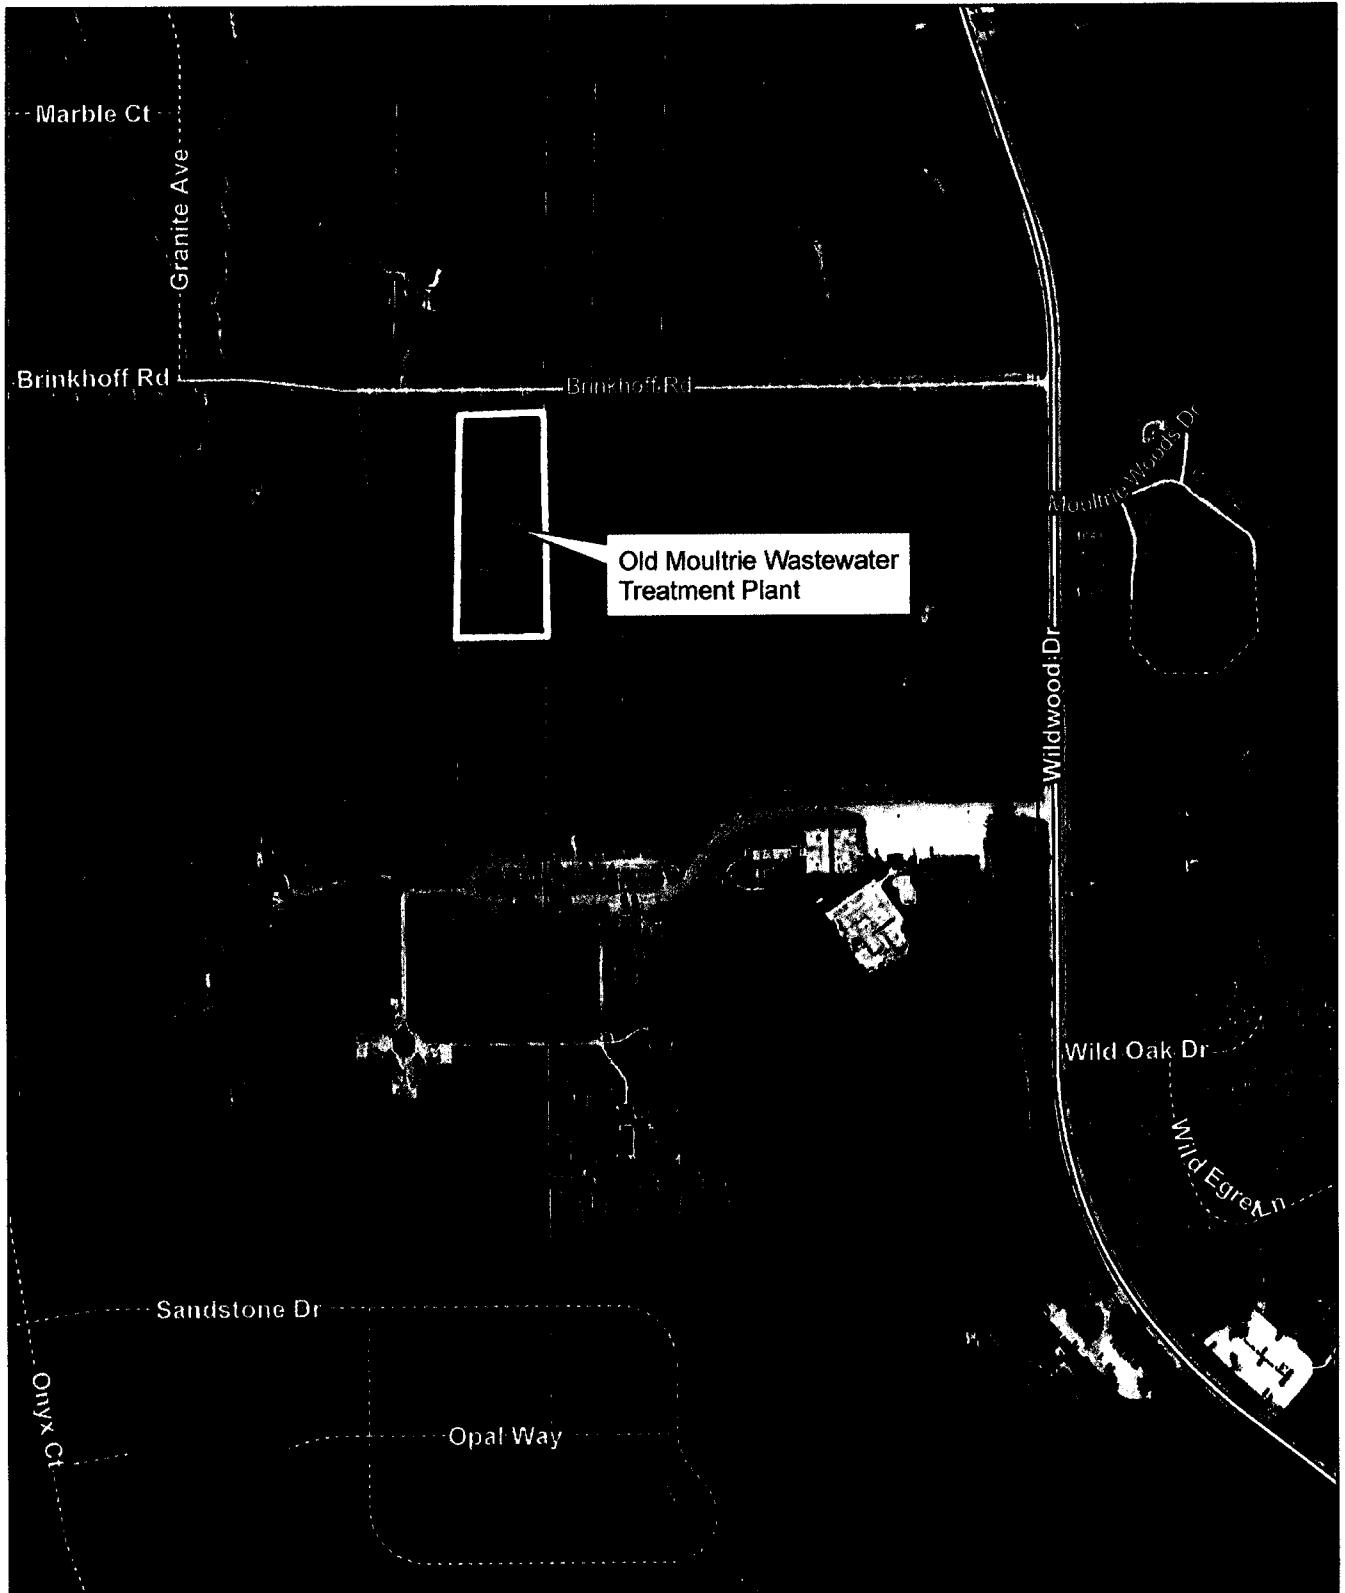 Marble Ct
Granite Ave
Brinkhoff Rd
Brinkhoff Rd
Moultrie Woods Dr
Old Moultrie Wastewater
Treatment Plant
Wildwood Dr
Wild Oak Dr
Wild Egret Ln
Sandstone Dr
Onyx Ct
Opal Way